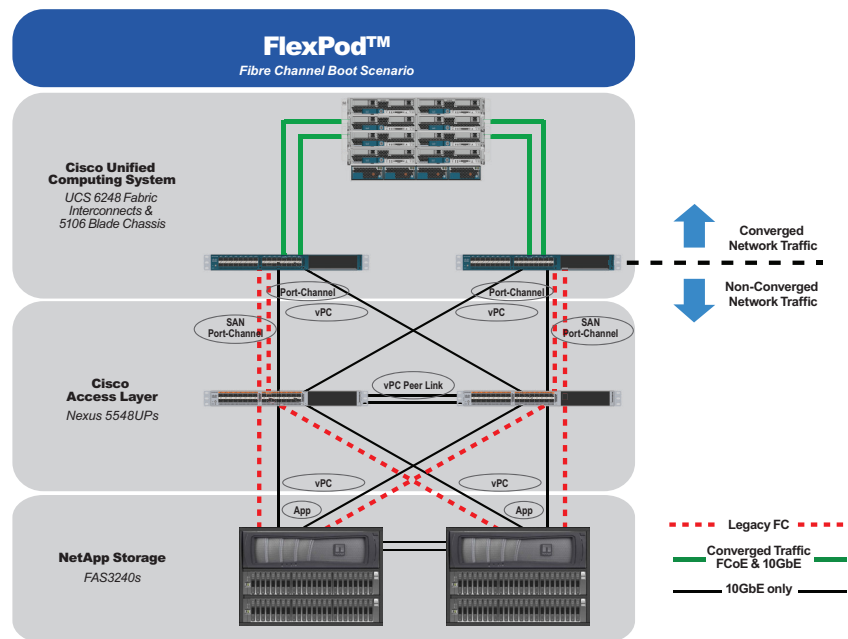 FlexPod™
Fibre Channel Boot Scenario
Cisco Unified
Computing System
UCS 6248 Fabric
Interconnects &
5106 Blade Chassis
Converged
Network Traffic
Non-Converged
Network Traffic
Port-Channel
Port-Channel
vPC
vPC
SAN
Port-Channel
SAN
Port-Channel
Cisco
Access Layer
Nexus 5548UPs
vPC Peer Link
vPC
vPC
App
App
NetApp Storage
FAS3240s
Legacy FC
Converged Traffic
FCoE & 10GbE
10GbE only